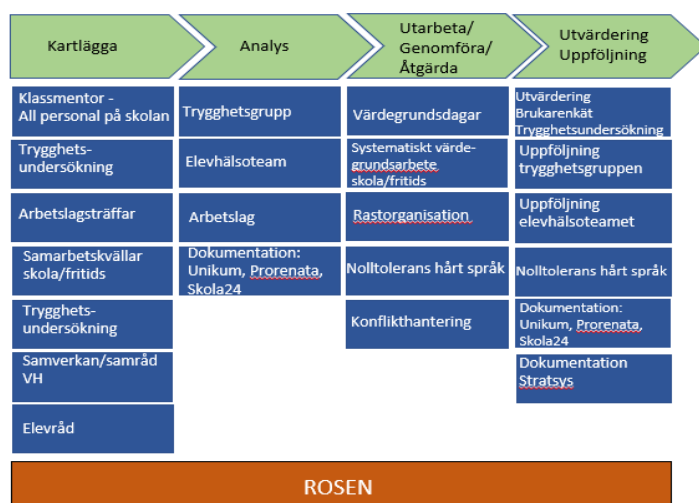 Kartlägga
Analys
Utarbeta/
Genomföra/
Åtgärda
Utvärdering
Uppföljning
Klassmentor -
All personal på skolan
Trygghets-
undersökning
Arbetslagsträffar
Samarbetskvällar
skola/fritids
Trygghets-
undersökning
Samverkan/samråd
VH
Elevråd
Trygghetsgrupp
Elevhälsoteam
Arbetslag
Dokumentation:
Unikum, Prorenata,
Skola24
Värdegrundsdagar
Systematiskt värde-
grundsarbete
skola/fritids
Rastorganisation
Nolltolerans hårt språk
Konflikthantering
Utvärdering
Brukarenkät
Trygghetsundersökning
Uppföljning
trygghetsgruppen
Uppföljning
elevhälsoteamet
Nolltolerans hårt språk
Dokumentation:
Unikum, Prorenata,
Skola24
Dokumentation
Stratsys
ROSEN